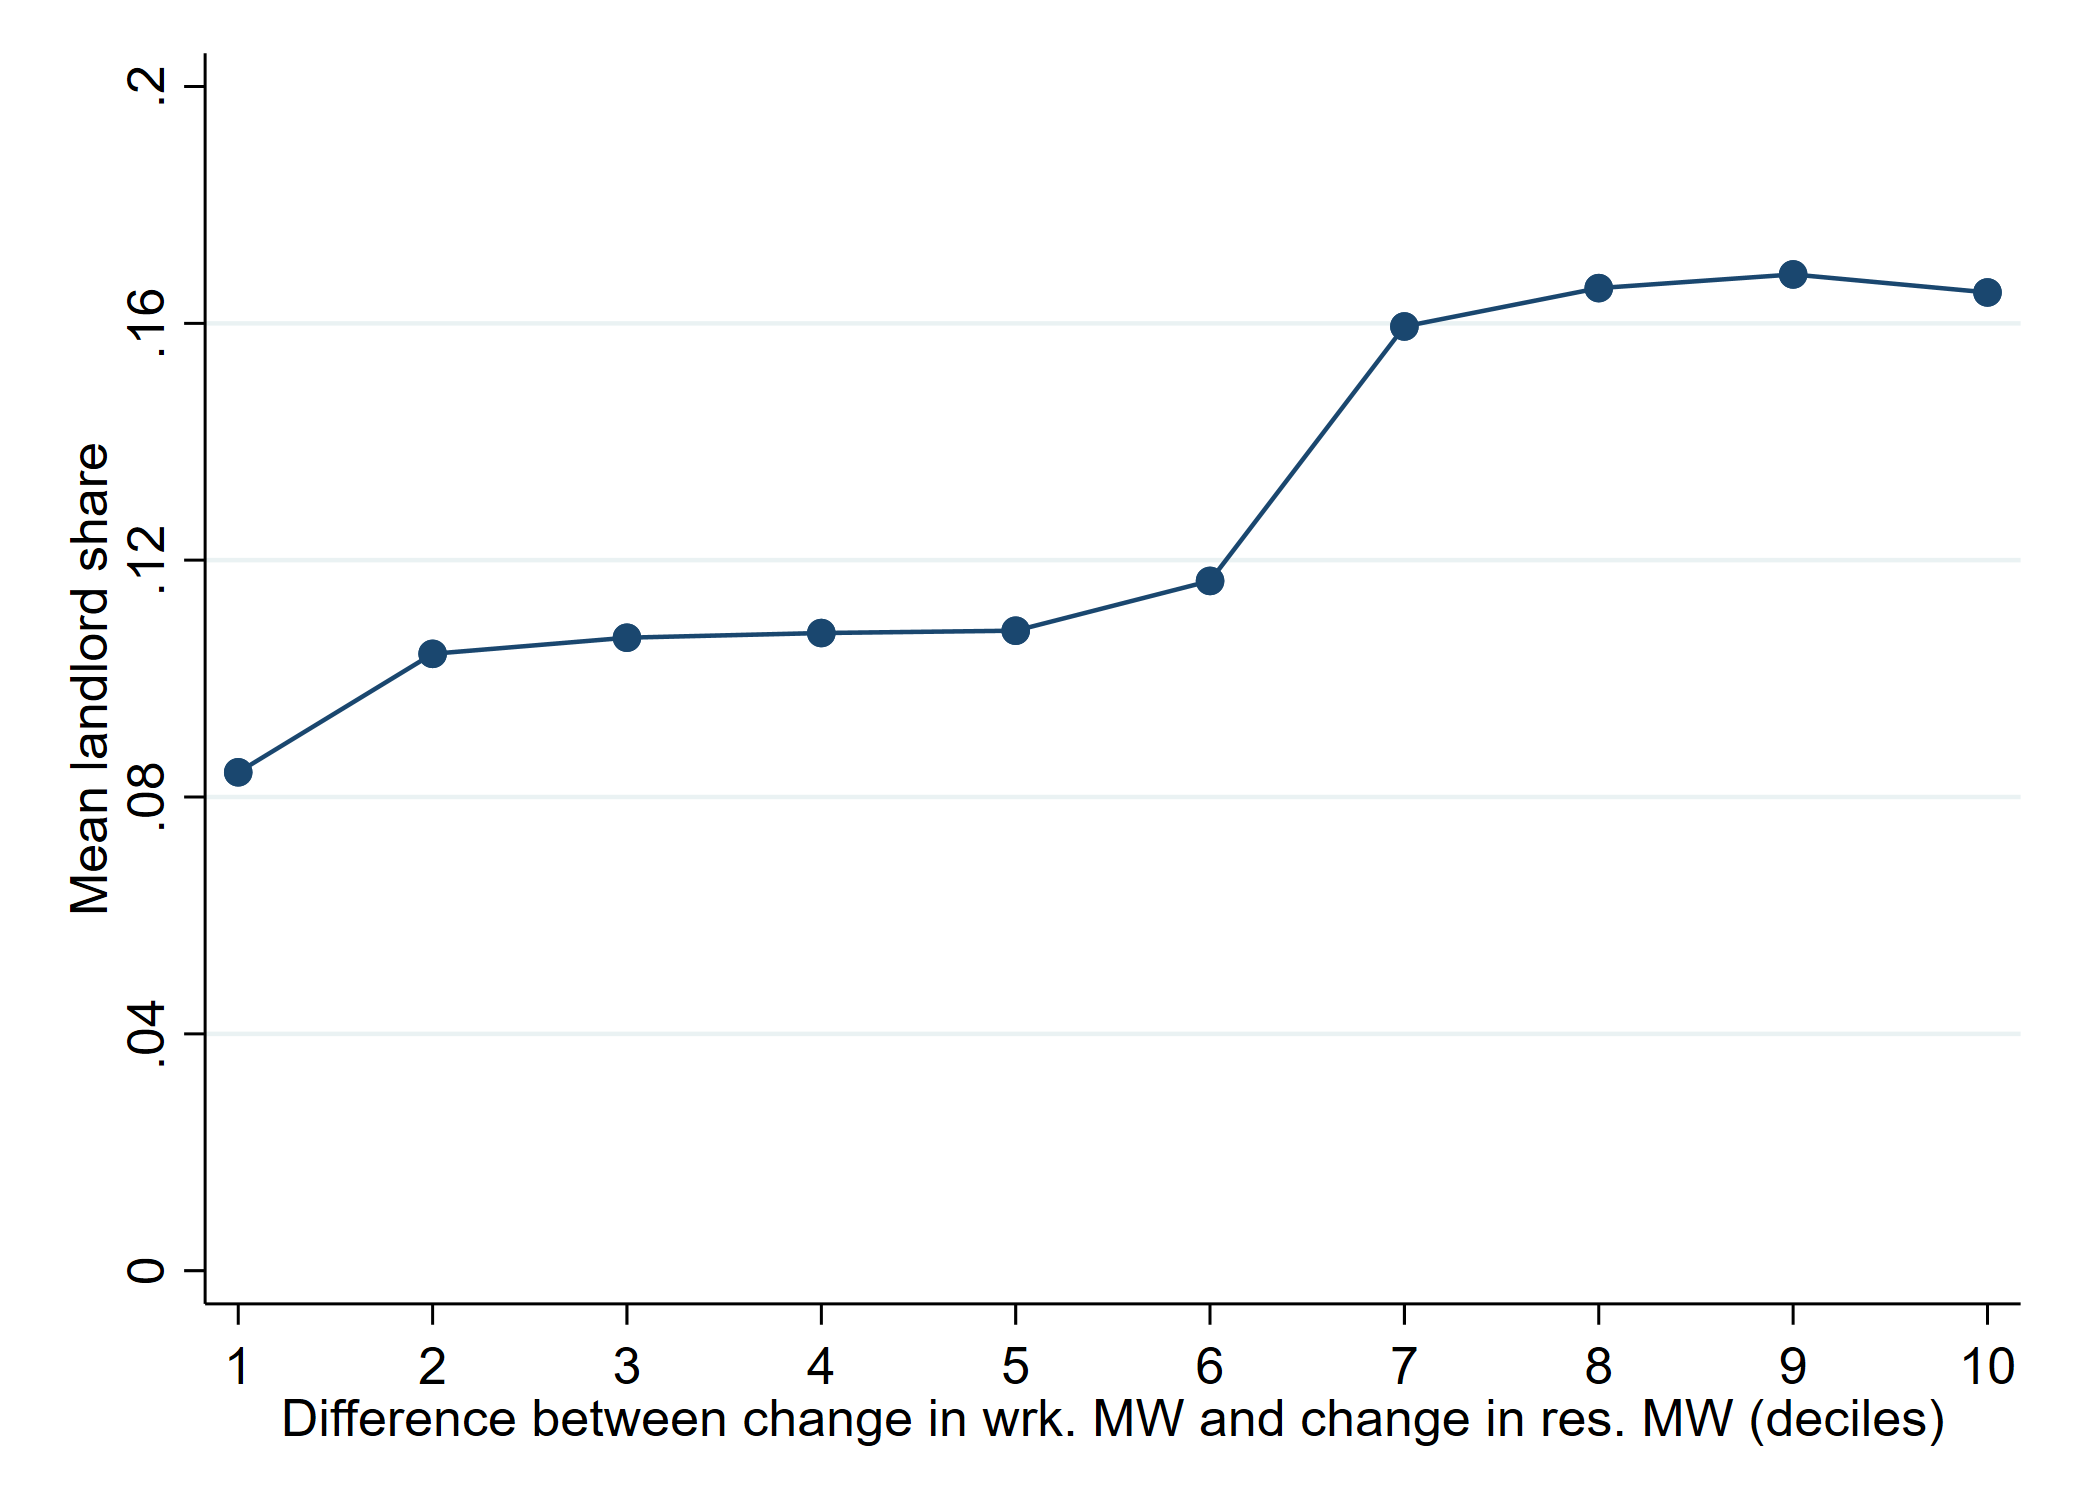 Mean landlord share
.2
.16
.12
.08
.04
0
1 2 3 4 5 6 7 8 9 10
Difference between change in wrk. MW and change in res. MW (deciles)